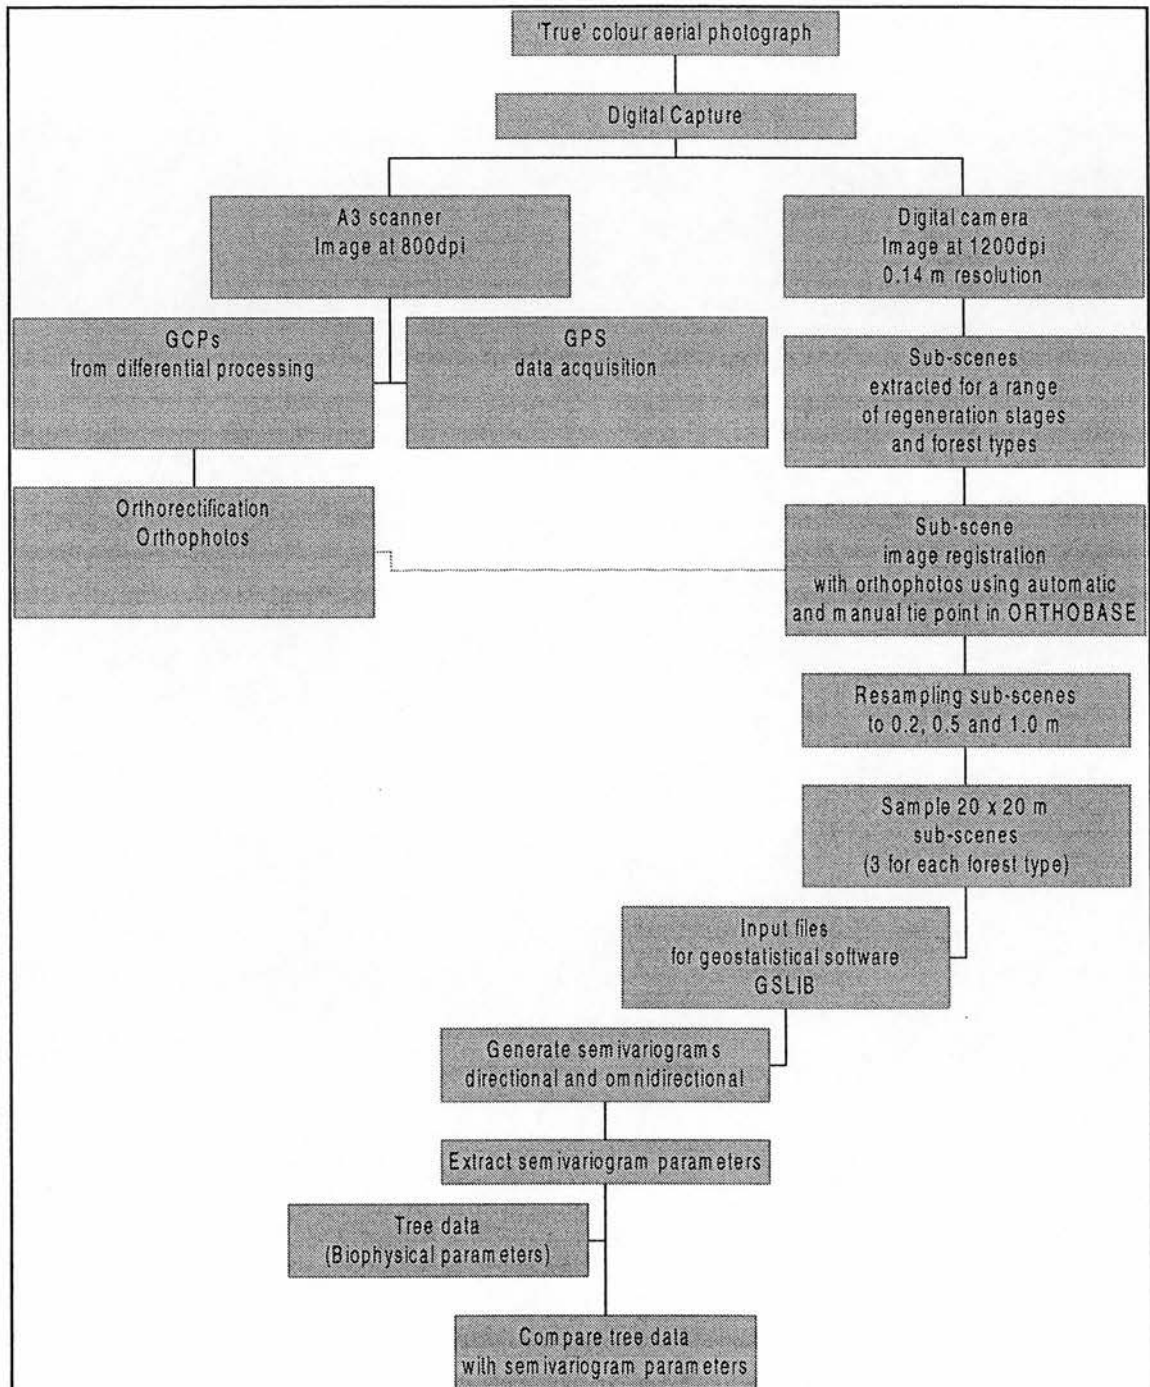 'True' colour aerial photograph
Digital Capture
A3 scanner
Image at 800dpi
Digital camera
Image at 1200dpi
0.14 m resolution
GCPs
from differential processing
GPS
data acquisition
Sub-scenes
extracted for a range
of regeneration stages
and forest types
Orthorectification
Orthophotos
Sub-scene
image registration
with orthophotos using automatic
and manual tie point in ORTHOBASE
Resampling sub-scenes
to 0.2, 0.5 and 1.0 m
Sample 20 x 20 m
sub-scenes
(3 for each forest type)
Input files
for geostatistical software
GSLIB
Generate semivariograms
directional and omnidirectional
Extract semivariogram parameters
Tree data
(Biophysical parameters)
Compare tree data
with semivariogram parameters